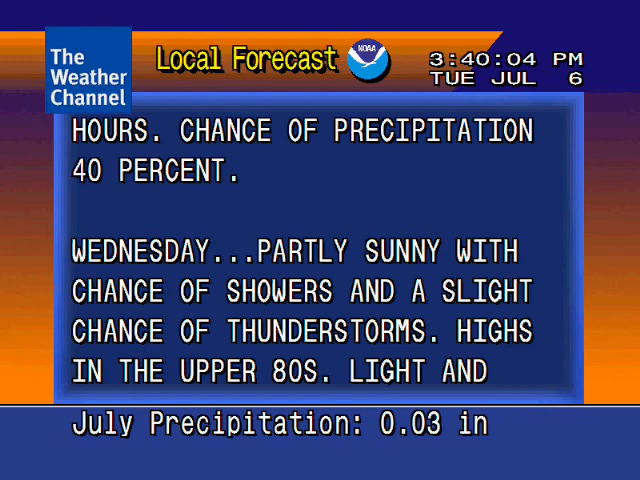 The
Weather
Channel
Local Forecast
NOAA
3:40:04 PM
TUE JUL 6
HOURS. CHANCE OF PRECIPITATION
40 PERCENT.
WEDNESDAY...PARTLY SUNNY WITH
CHANCE OF SHOWERS AND A SLIGHT
CHANCE OF THUNDERSTORMS. HIGHS
IN THE UPPER 80S. LIGHT AND
July Precipitation: 0.03 in